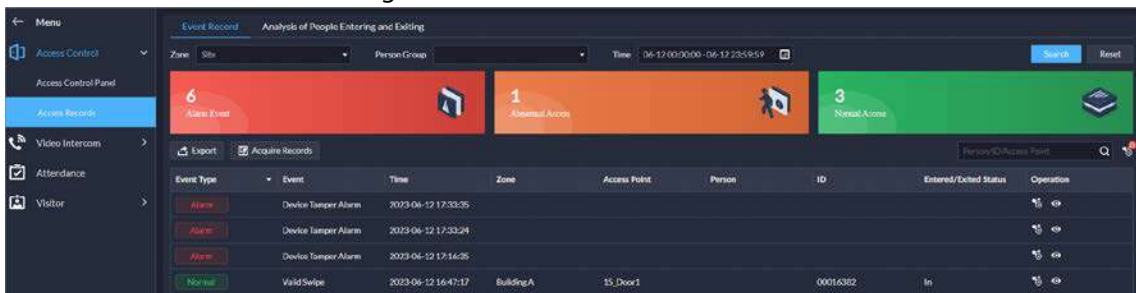 Menu
Event Record Analysis of People Entering and Exiting
Access Control
Zone Site Person Group Time 06-12 00:00:00 - 06-12 23:59:59 Search Reset
Access Control Panel
6
Alarm Event
1
Abnormal Access
3
Normal Access
Access Records
Video Intercom
Export Acquire Records Person/ID/Access Point
Attendance
Event Type Event Time Zone Access Point Person ID Entered/Exited Status Operation
Visitor
Alarm Device Tamper Alarm 2023-06-12 17:33:35
Alarm Device Tamper Alarm 2023-06-12 17:33:24
Alarm Device Tamper Alarm 2023-06-12 17:16:35
Normal Valid Swipe 2023-06-12 16:47:17 Building A 15_Door1 00016382 In